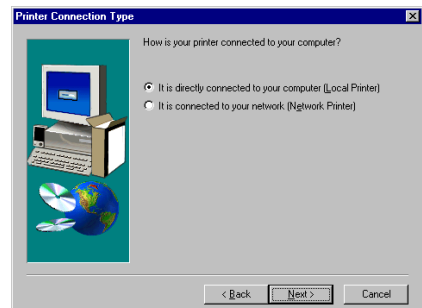 Printer Connection Type
How is your printer connected to your computer?
It is directly connected to your computer (Local Printer)
It is connected to your network (Network Printer)
< Back Next > Cancel